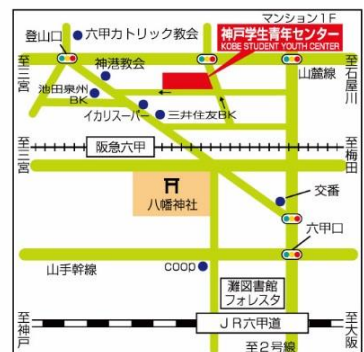 マンション1F
登山口
六甲カトリック教会
神戸学生青年センター
KOBE STUDENT YOUTH CENTER
至三宮
神港教会
山麓線
至石屋川
池田泉州
BK
イカリスーパー
三井住友BK
至三宮
阪急六甲
至梅田
八幡神社
交番
六甲口
山手幹線
coop
灘図書館
フォレスタ
至神戸
JR六甲道
至大阪
至2号線